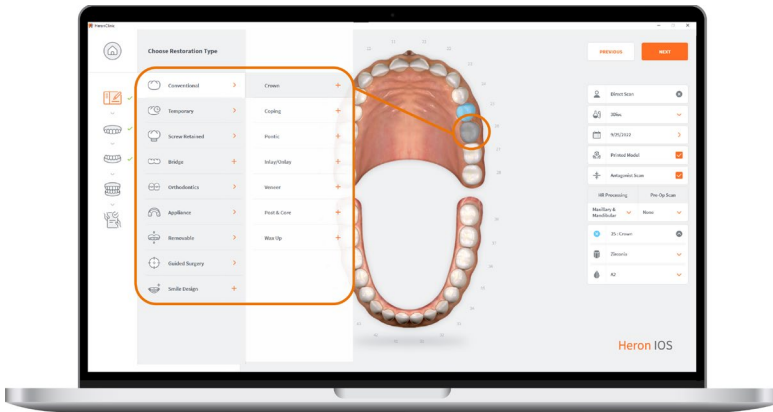 HeronClinic
Choose Restoration Type
PREVIOUS
NEXT
Conventional
Temporary
Screw Retained
Bridge
Orthodontics
Appliance
Removable
Guided Surgery
Smile Design
Crown
Coping
Pontic
Inlay/Onlay
Veneer
Post & Core
Wax Up
Direct Scan
Printed Model
Antagonist Scan
HR Processing
Pre-Op Scan
Maxillary &
Mandibular
None
25 - Crown
Zirconia
A2
Heron IOS